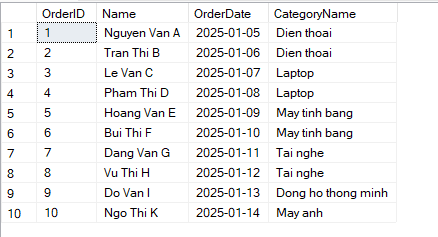 OrderID Name OrderDate CategoryName
1 1 Nguyen Van A 2025-01-05 Dien thoai
2 2 Tran Thi B 2025-01-06 Dien thoai
3 3 Le Van C 2025-01-07 Laptop
4 4 Pham Thi D 2025-01-08 Laptop
5 5 Hoang Van E 2025-01-09 May tinh bang
6 6 Bui Thi F 2025-01-10 May tinh bang
7 7 Dang Van G 2025-01-11 Tai nghe
8 8 Vu Thi H 2025-01-12 Tai nghe
9 9 Do Van I 2025-01-13 Dong ho thong minh
10 10 Ngo Thi K 2025-01-14 May anh